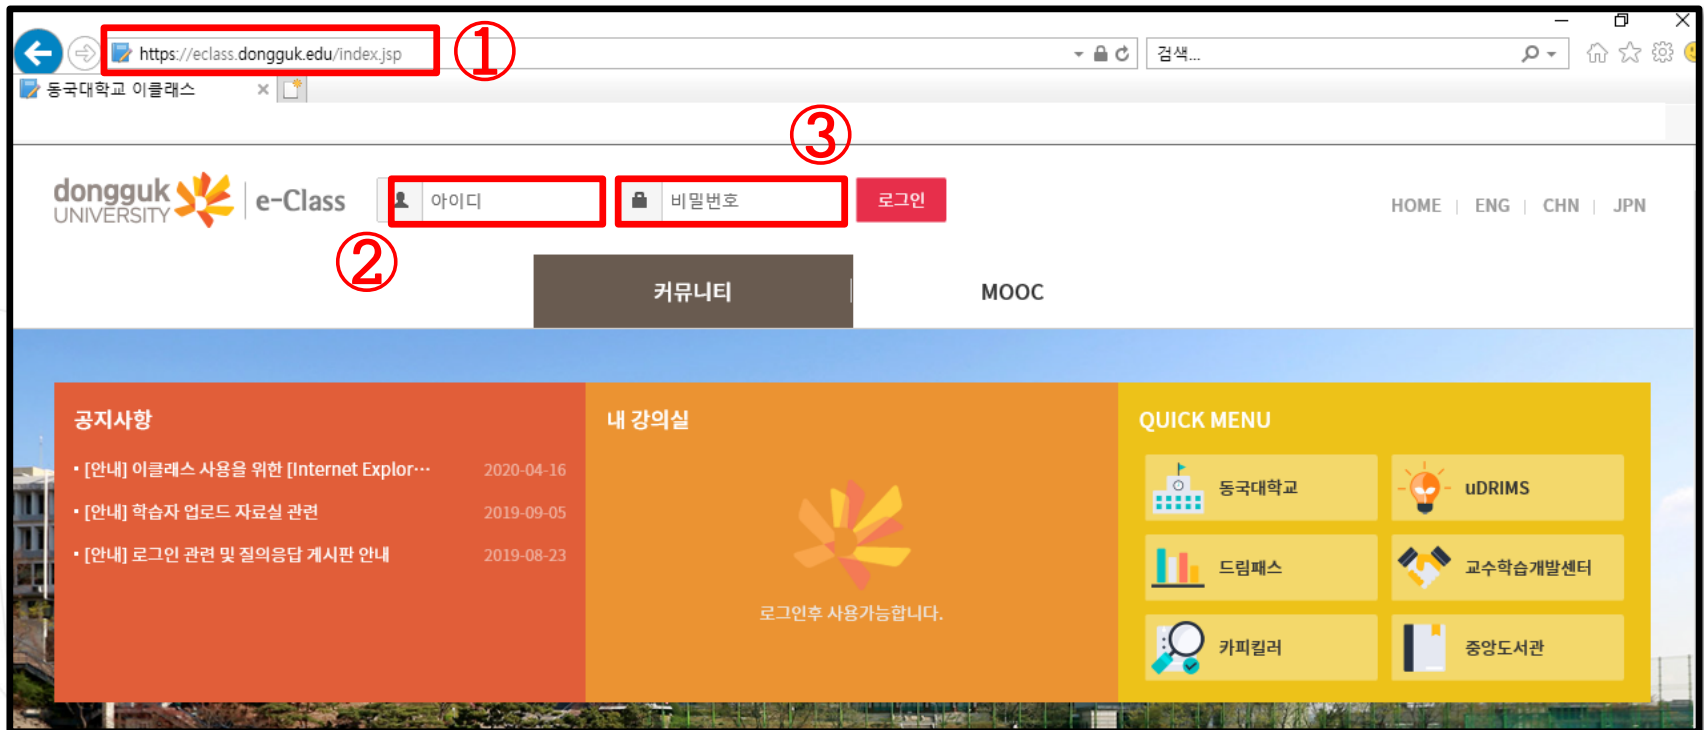 https://eclass.dongguk.edu/index.jsp
①
검색...
동국대학교 이클래스
③
dongguk
UNIVERSITY
e-Class
아이디
비밀번호
로그인
HOME | ENG | CHN | JPN
②
커뮤니티
MOOC
공지사항
[안내] 이클래스 사용을 위한 [Internet Explor… 2020-04-16
[안내] 학습자 업로드 자료실 관련 2019-09-05
[안내] 로그인 관련 및 질의응답 게시판 안내 2019-08-23
내 강의실
로그인후 사용가능합니다.
QUICK MENU
동국대학교
uDRIMS
드림패스
교수학습개발센터
카피킬러
중앙도서관